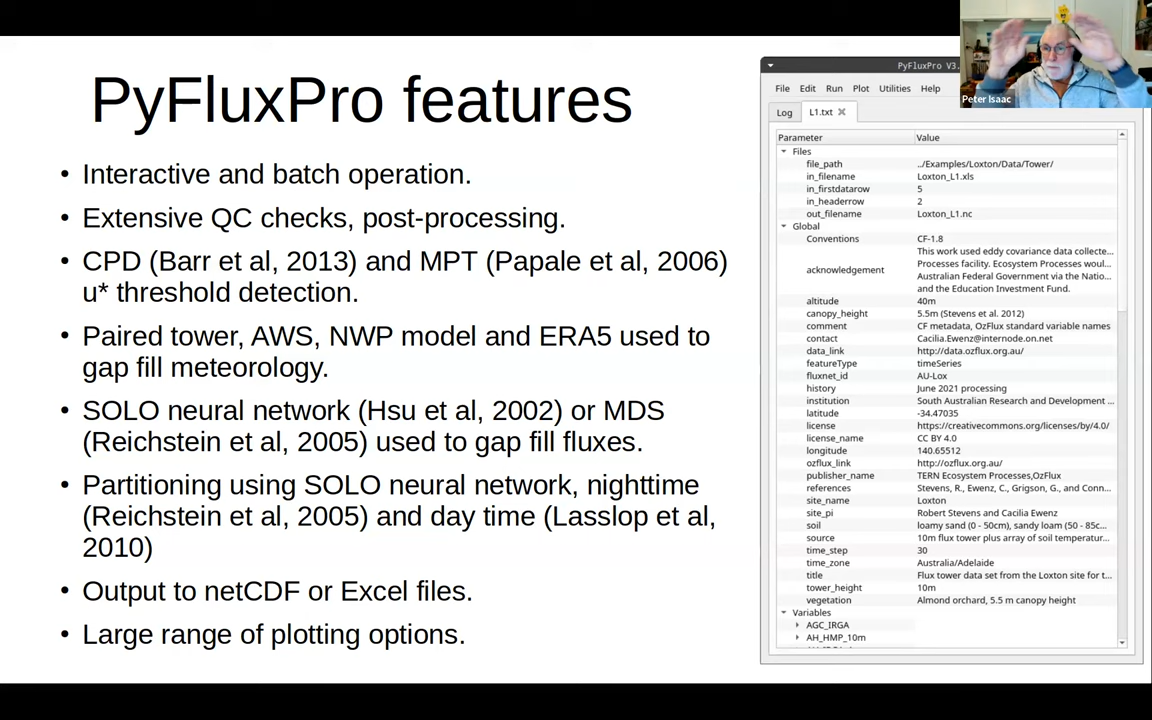 PyFluxPro features
• Interactive and batch operation.
• Extensive QC checks, post-processing.
• CPD (Barr et al, 2013) and MPT (Papale et al, 2006)
u* threshold detection.
• Paired tower, AWS, NWP model and ERA5 used to
gap fill meteorology.
• SOLO neural network (Hsu et al, 2002) or MDS
(Reichstein et al, 2005) used to gap fill fluxes.
• Partitioning using SOLO neural network, nighttime
(Reichstein et al, 2005) and day time (Lasslop et al,
2010)
• Output to netCDF or Excel files.
• Large range of plotting options.
PyFluxPro V3.
Peter Isaac
File Edit Run Plot Utilities Help
Log L1.txt
Parameter Value
Files
file_path ../Examples/Loxton/Data/Tower/
in_filename Loxton_L1.xls
in_firstdatarow 5
in_headerrow 2
out_filename Loxton_L1.nc
Global
Conventions CF-1.8
This work used eddy covariance data collecte...
acknowledgement Processes facility. Ecosystem Processes woul...
Australian Federal Government via the Natio...
and the Education Investment Fund.
altitude 40m
canopy_height 5.5m (Stevens et al. 2012)
comment CF metadata, OzFlux standard variable names
contact Cacilia.Ewenz@internode.on.net
data_link http://data.ozflux.org.au/
featureType timeSeries
fluxnet_id AU-Lox
history June 2021 processing
institution South Australian Research and Development ...
latitude -34.47035
license https://creativecommons.org/licenses/by/4.0/
license_name CC BY 4.0
longitude 140.65512
ozflux_link http://ozflux.org.au/
publisher_name TERN Ecosystem Processes,OzFlux
references Stevens, R., Ewenz, C., Grigson, G., and Conn...
site_name Loxton
site_pi Robert Stevens and Cacilia Ewenz
soil loamy sand (0 - 50cm), sandy loam (50 - 85c...
source 10m flux tower plus array of soil temperatur...
time_step 30
time_zone Australia/Adelaide
title Flux tower data set from the Loxton site for t...
tower_height 10m
vegetation Almond orchard, 5.5 m canopy height
Variables
AGC_IRGA
AH_HMP_10m